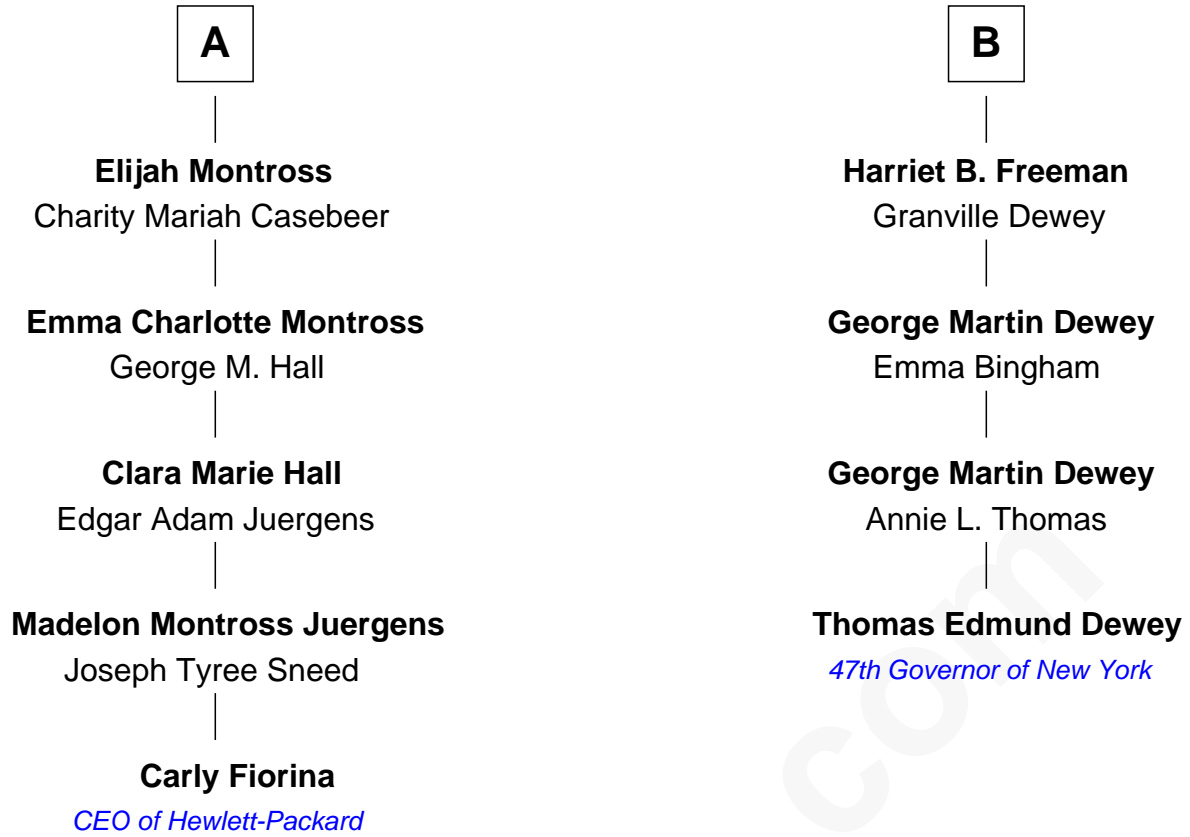 A
Elijah Montross
Charity Mariah Casebeer
Emma Charlotte Montross
George M. Hall
Clara Marie Hall
Edgar Adam Juergens
Madelon Montross Juergens
Joseph Tyree Sneed
Carly Fiorina
CEO of Hewlett-Packard
B
Harriet B. Freeman
Granville Dewey
George Martin Dewey
Emma Bingham
George Martin Dewey
Annie L. Thomas
Thomas Edmund Dewey
47th Governor of New York
com